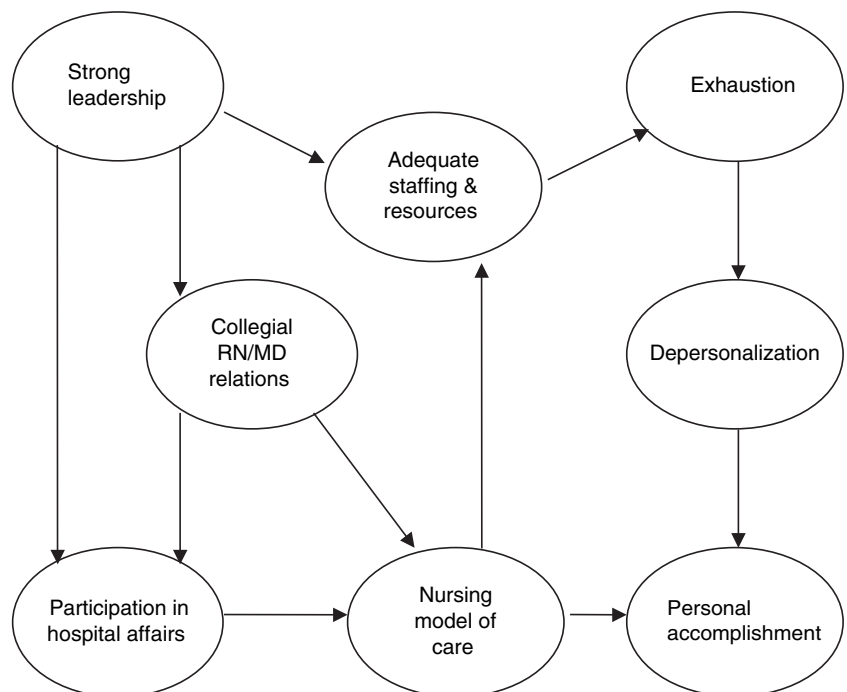 Strong
leadership
Exhaustion
Adequate
staffing &
resources
Collegial
RN/MD
relations
Depersonalization
Participation in
hospital affairs
Nursing
model of
care
Personal
accomplishment